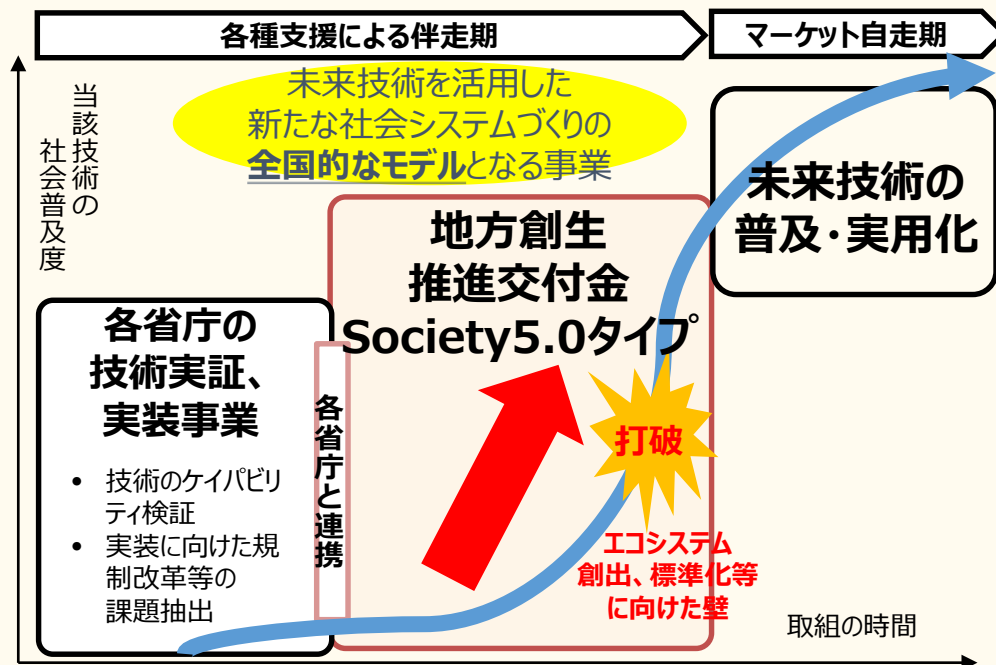 各種支援による伴走期
マーケット自走期
当該技術の
社会普及度
未来技術を活用した
新たな社会システムづくりの
全国的なモデルとなる事業
未来技術の
普及・実用化
地方創生
推進交付金
Society5.0タイプ
各省庁の
技術実証、
実装事業
• 技術のケイパビリ
ティ検証
• 実装に向けた規
制改革等の
課題抽出
各省庁と連携
打破
エコシステム
創出、標準化等
に向けた壁
取組の時間